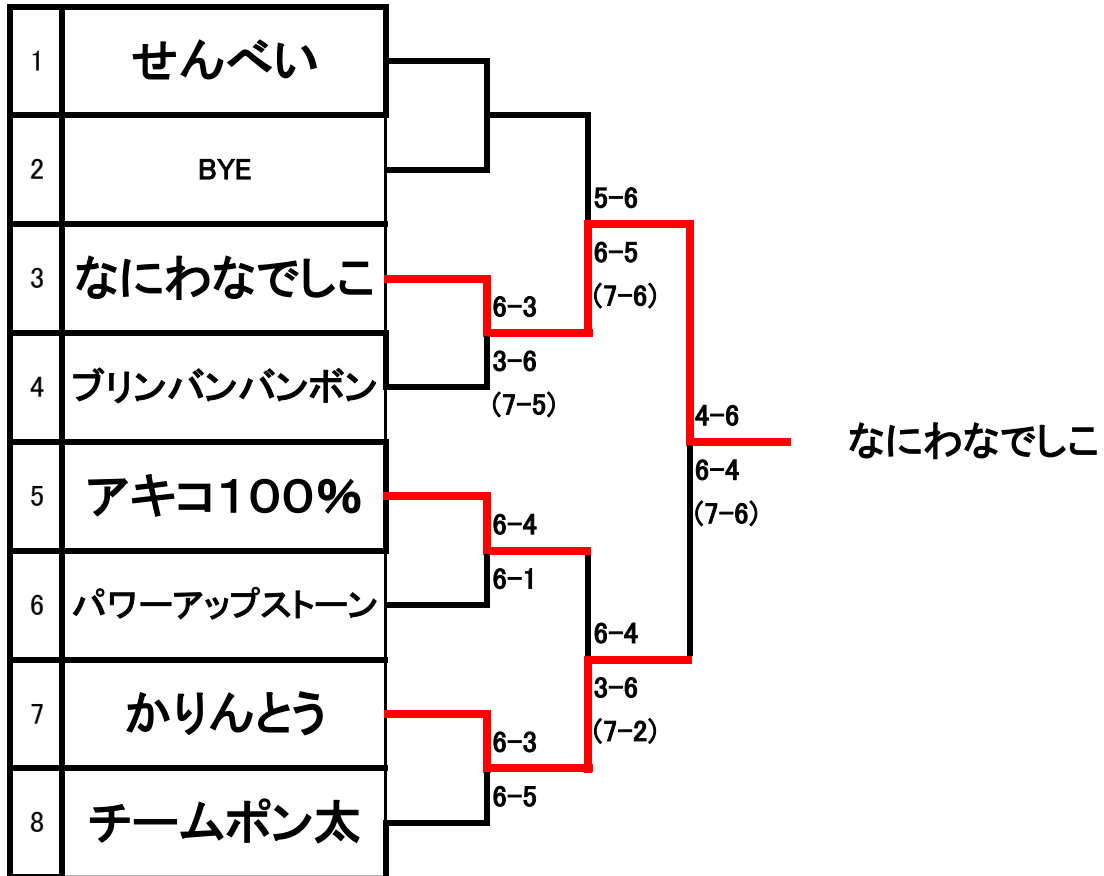 1 せんべい
2 BYE
3 なにわなでしこ
4 ブリンバンバンボン
5 アキコ100%
6 パワーアップストーン
7 かりんとう
8 チームポン太
6-3
3-6
(7-5)
6-4
6-1
6-3
6-5
5-6
6-5
(7-6)
6-4
3-6
(7-2)
4-6
6-4
(7-6)
なにわなでしこ